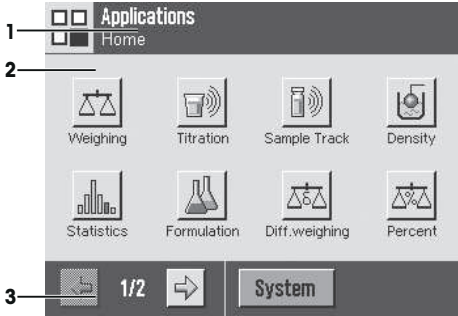 Applications
1
Home
2
Weighing Titration Sample Track Density
Statistics Formulation Diff.weighing Percent
3
1/2 System